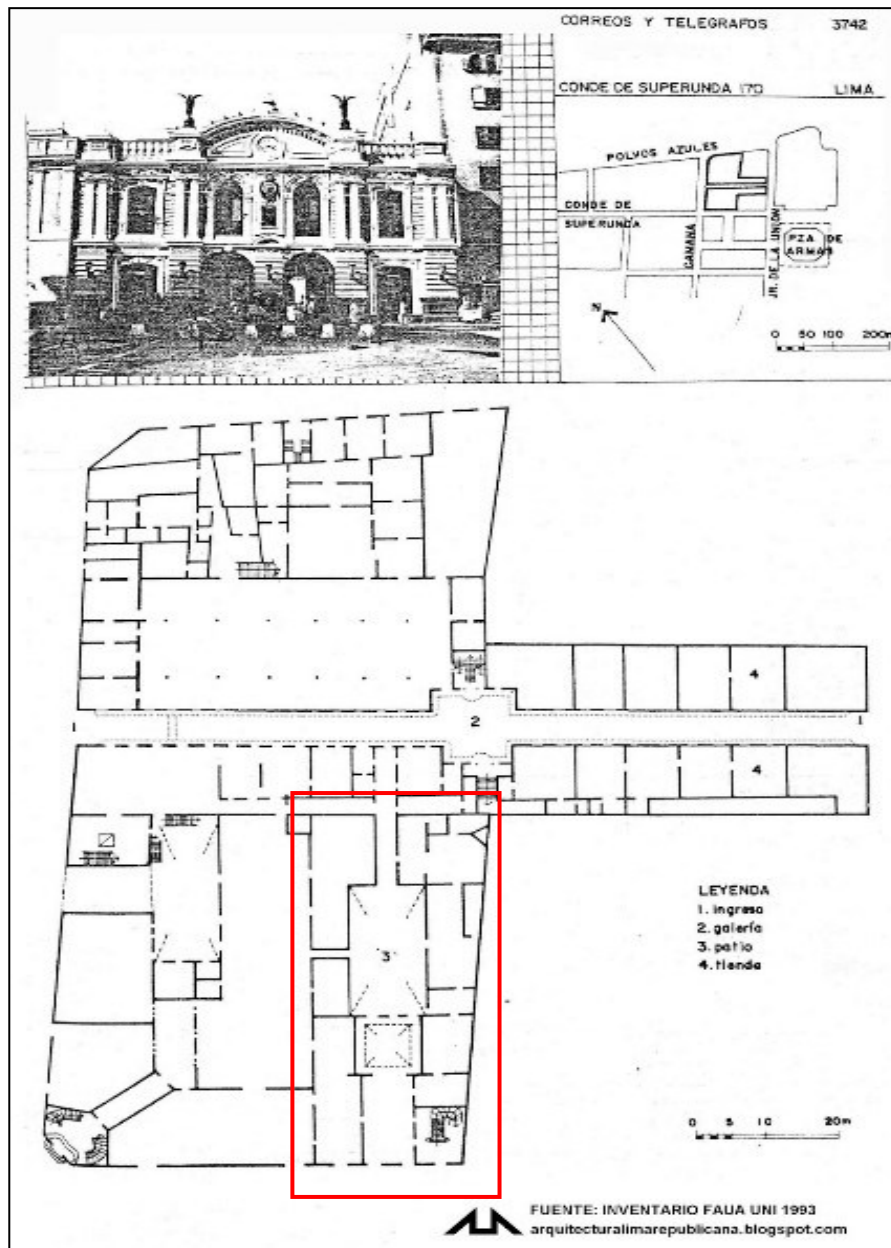 CORREOS Y TELEGRAFOS 3742
CONDE DE SUPERUNDA 170 LIMA
POLVOS AZULES
CONDE DE
SUPERUNDA
CAMANA
JR. DE LA UNION
PZA DE
ARMAS
N
0 50 100 200m
1
2
1
4
4
3
LEYENDA
1. ingreso
2. galería
3. patio
4. tienda
0 5 10 20m
FUENTE: INVENTARIO FAUA UNI 1993
arquitecturalimarepublicana.blogspot.com